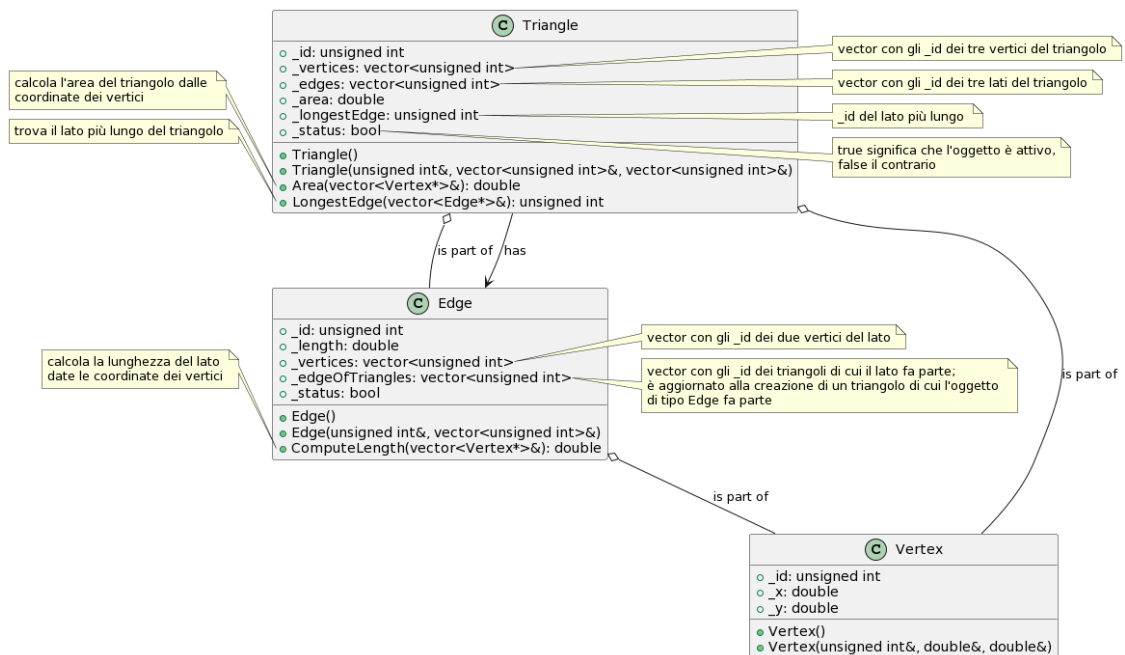 C Triangle
_id: unsigned int
_vertices: vector<unsigned int>
_edges: vector<unsigned int>
_area: double
_longestEdge: unsigned int
_status: bool
Triangle()
Triangle(unsigned int&, vector<unsigned int>&, vector<unsigned int>&)
Area(vector<Vertex*>&): double
LongestEdge(vector<Edge*>&): unsigned int
calcola l'area del triangolo dalle
coordinate dei vertici
trova il lato più lungo del triangolo
vector con gli _id dei tre vertici del triangolo
vector con gli _id dei tre lati del triangolo
_id del lato più lungo
true significa che l'oggetto è attivo,
false il contrario
is part of
has
is part of
C Edge
_id: unsigned int
_length: double
_vertices: vector<unsigned int>
_edgeOfTriangles: vector<unsigned int>
_status: bool
Edge()
Edge(unsigned int&, vector<unsigned int>&)
ComputeLength(vector<Vertex*>&): double
calcola la lunghezza del lato
date le coordinate dei vertici
vector con gli _id dei due vertici del lato
vector con gli _id dei triangoli di cui il lato fa parte;
è aggiornato alla creazione di un triangolo di cui l'oggetto
di tipo Edge fa parte
is part of
C Vertex
_id: unsigned int
_x: double
_y: double
Vertex()
Vertex(unsigned int&, double&, double&)